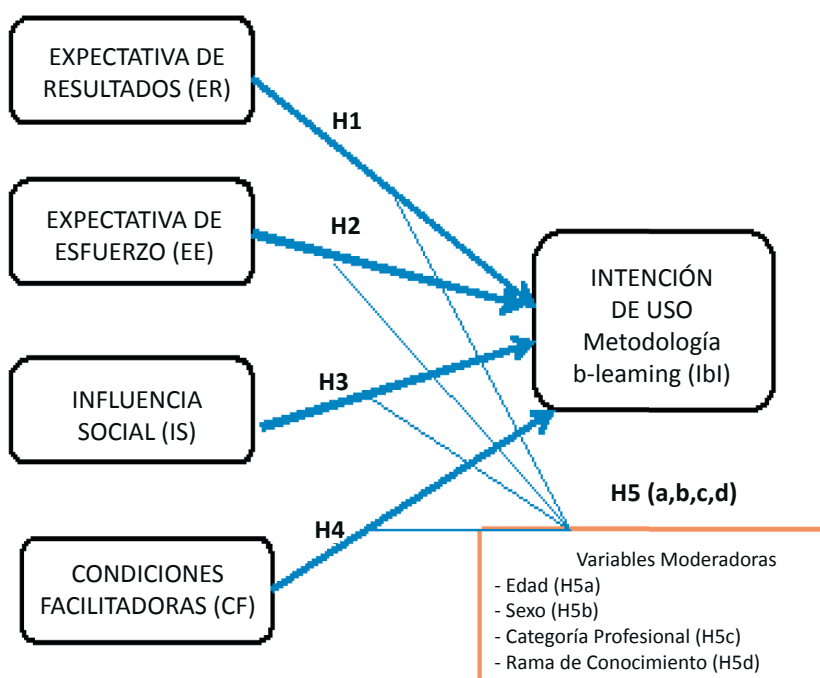 EXPECTATIVA DE
RESULTADOS (ER)
H1
EXPECTATIVA DE
ESFUERZO (EE)
H2
INTENCIÓN
DE USO
Metodología
b-leaming (IbI)
INFLUENCIA
SOCIAL (IS)
H3
H4
CONDICIONES
FACILITADORAS (CF)
H5 (a,b,c,d)
Variables Moderadoras
- Edad (H5a)
- Sexo (H5b)
- Categoría Profesional (H5c)
- Rama de Conocimiento (H5d)